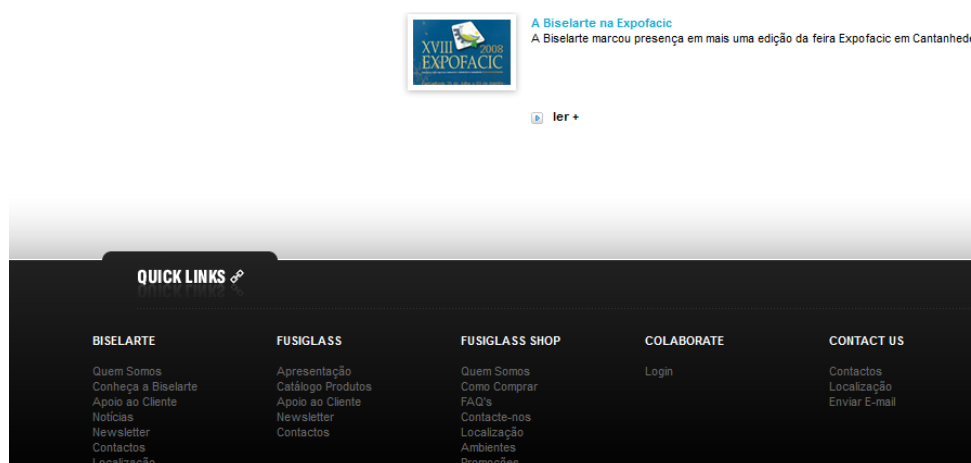 A Biselarte na Expofacic
A Biselarte marcou presença em mais uma edição da feira Expofacic em Cantanhede
XVIII 2008
EXPOFACIC
ler +
QUICK LINKS
BISELARTE
Quem Somos
Conheça a Biselarte
Apoio ao Cliente
Notícias
Newsletter
Contactos
Localização
FUSIGLASS
Apresentação
Catálogo Produtos
Apoio ao Cliente
Newsletter
Contactos
FUSIGLASS SHOP
Quem Somos
Como Comprar
FAQ's
Contacte-nos
Localização
Ambientes
Promoções
COLABORATE
Login
CONTACT US
Contactos
Localização
Enviar E-mail